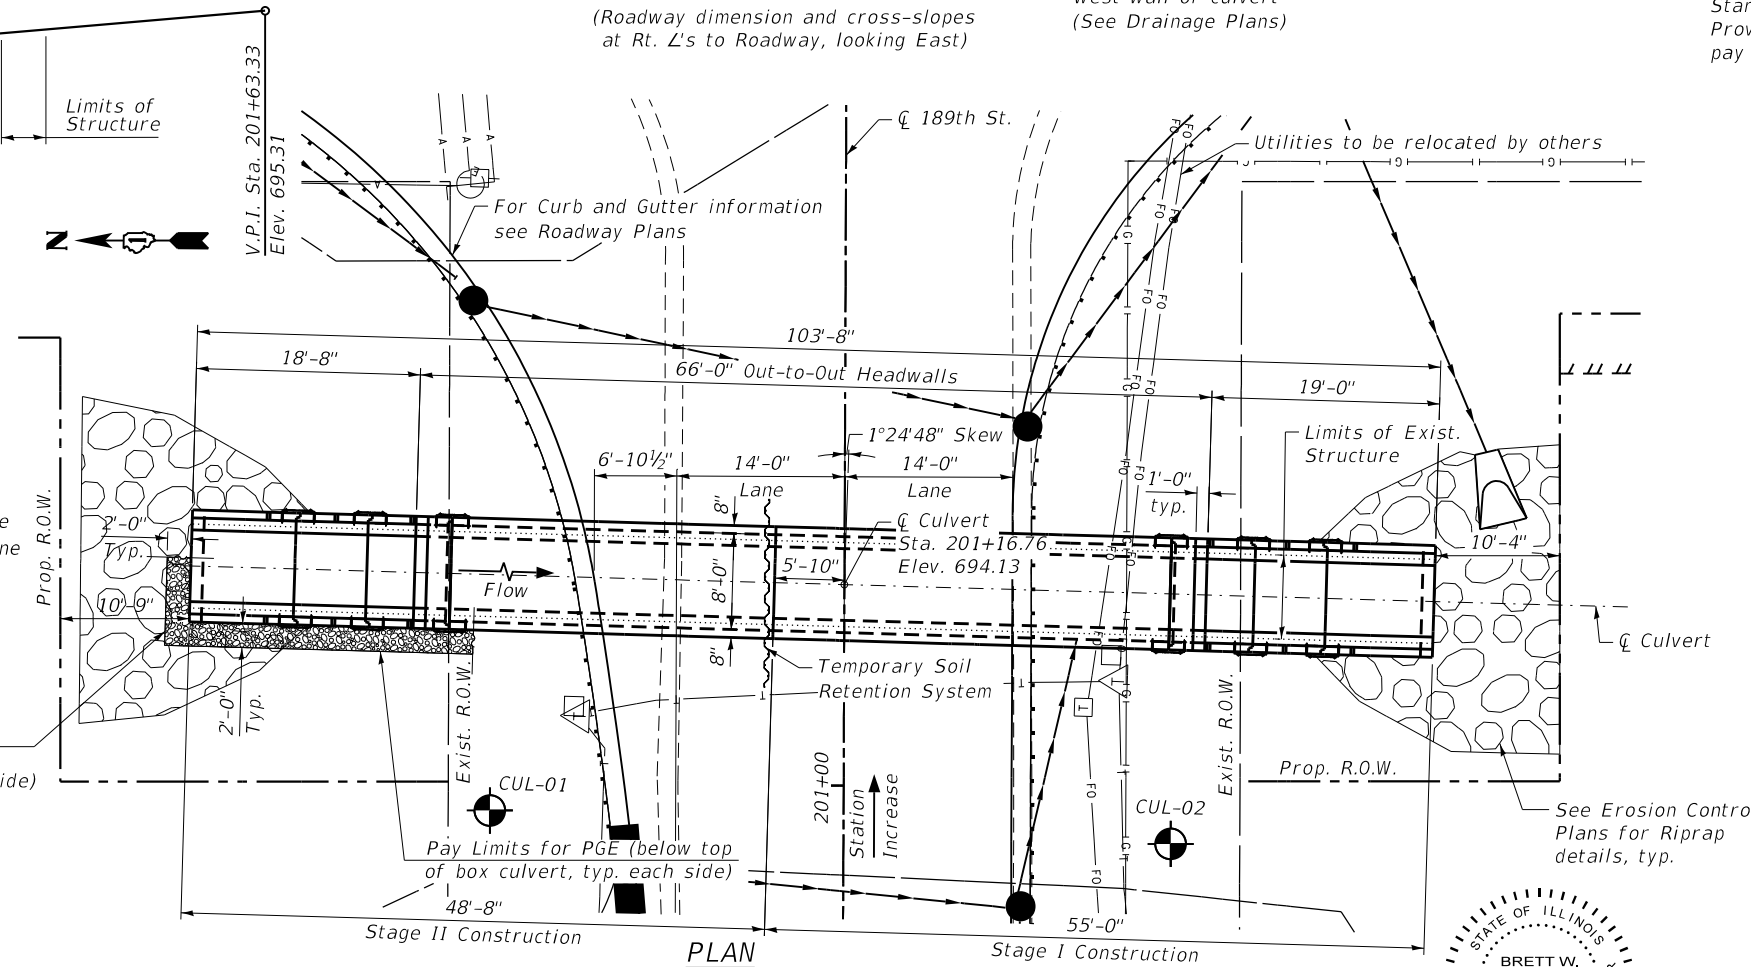 (Roadway dimension and cross-slopes
at Rt. ∠'s to Roadway, looking East)
(See Drainage Plans)
Prov
pay
Limits of
Structure
V.P.I. Sta. 201+63.33
Elev. 695.31
N
℄ 189th St.
Utilities to be relocated by others
For Curb and Gutter information
see Roadway Plans
103'-8"
18'-8"
66'-0" Out-to-Out Headwalls
19'-0"
1°24'48" Skew
6'-10½"
14'-0"
Lane
14'-0"
Lane
1'-0"
typ.
Limits of Exist.
Structure
Prop. R.O.W.
2'-0"
Typ.
10'-9"
8"
8'-0"
8"
℄ Culvert
Sta. 201+16.76
Elev. 694.13
5'-10"
Flow
10'-4"
℄ Culvert
Temporary Soil
Retention System
2'-0"
Typ.
Exist. R.O.W.
Exist. R.O.W.
Prop. R.O.W.
CUL-01
CUL-02
201+00
Station
Increase
See Erosion Contro
Plans for Riprap
details, typ.
Pay Limits for PGE (below top
of box culvert, typ. each side)
48'-8"
Stage II Construction
55'-0"
Stage I Construction
PLAN
STATE OF ILLINOIS
BRETT W.